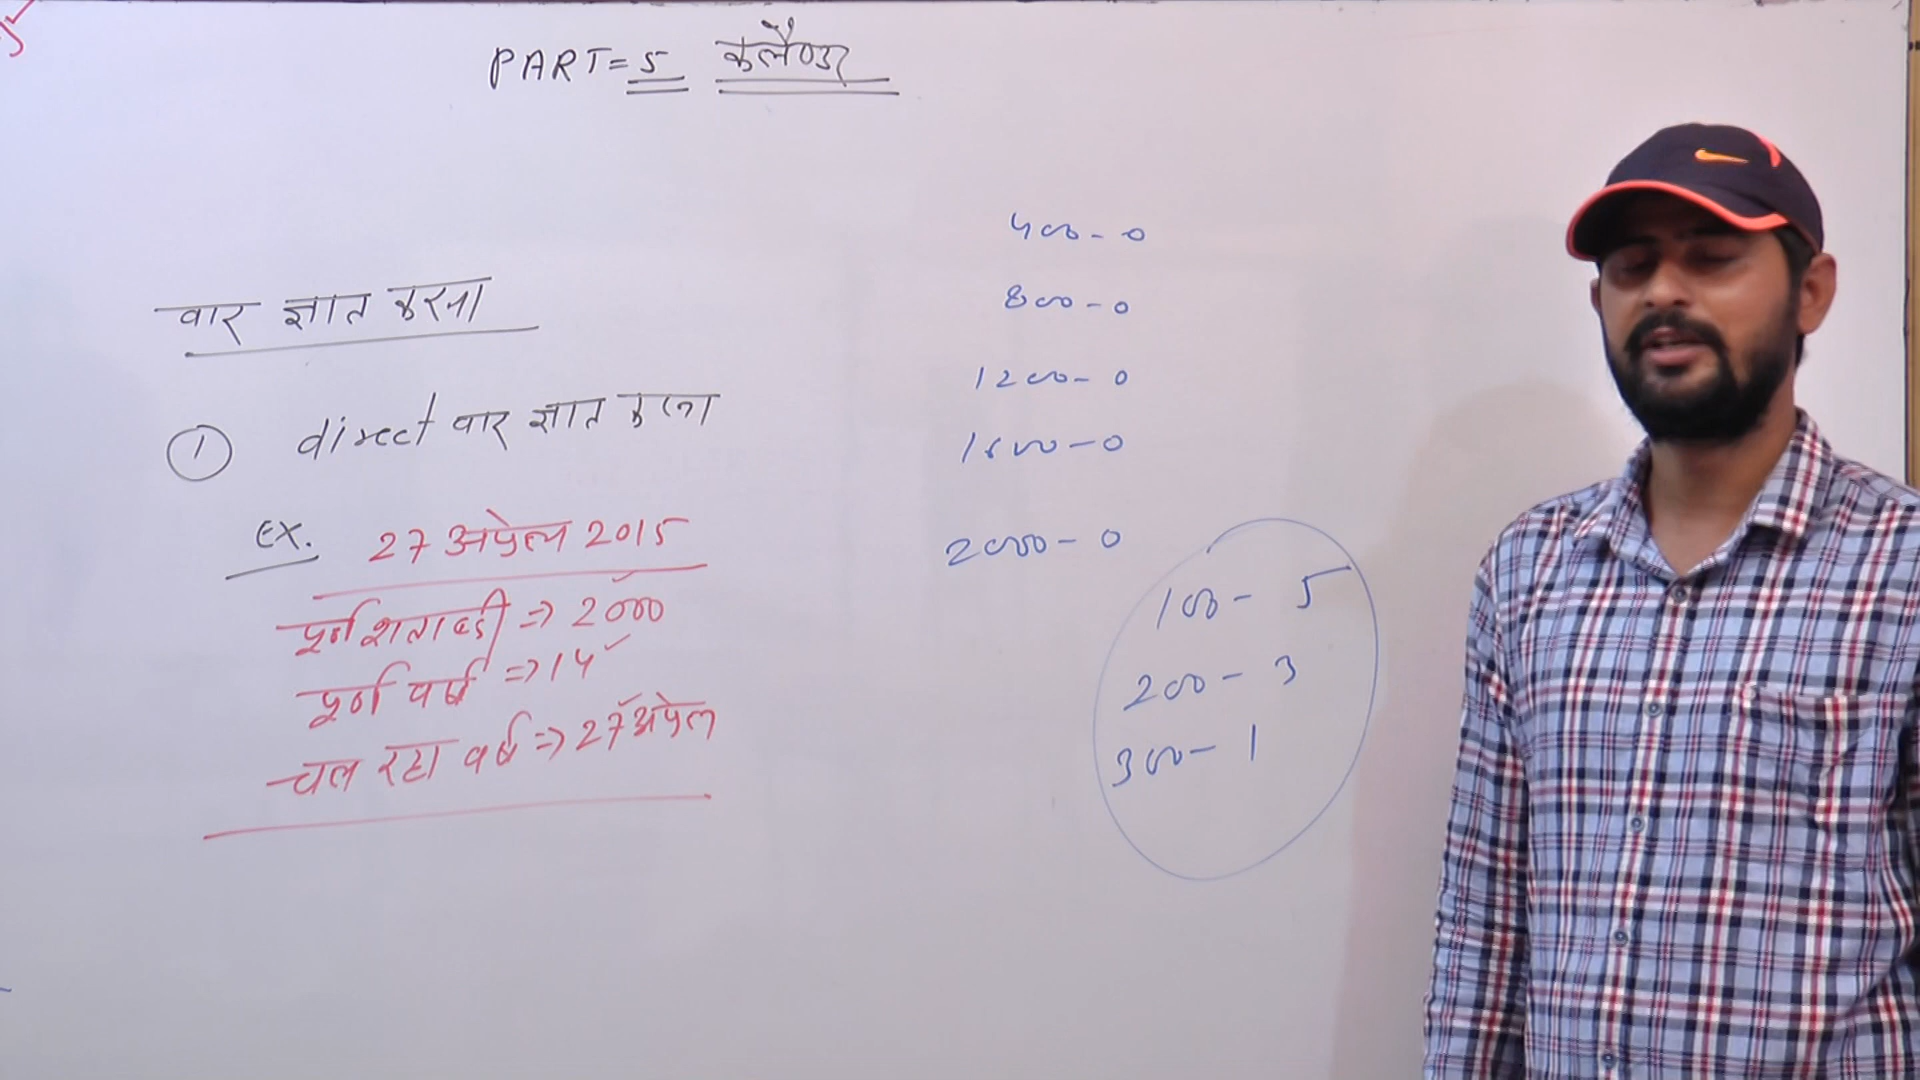 PART = 5 कलैण्डर
वार ज्ञात करना
① direct वार ज्ञात करना
EX. 27 अप्रेल 2015
पूर्ण शताब्दी => 2000
पूर्ण वर्ष => 14
चल रहा वर्ष => 27 अप्रेल
400 - 0
800 - 0
1200 - 0
1600 - 0
2000 - 0
100 - 5
200 - 3
300 - 1